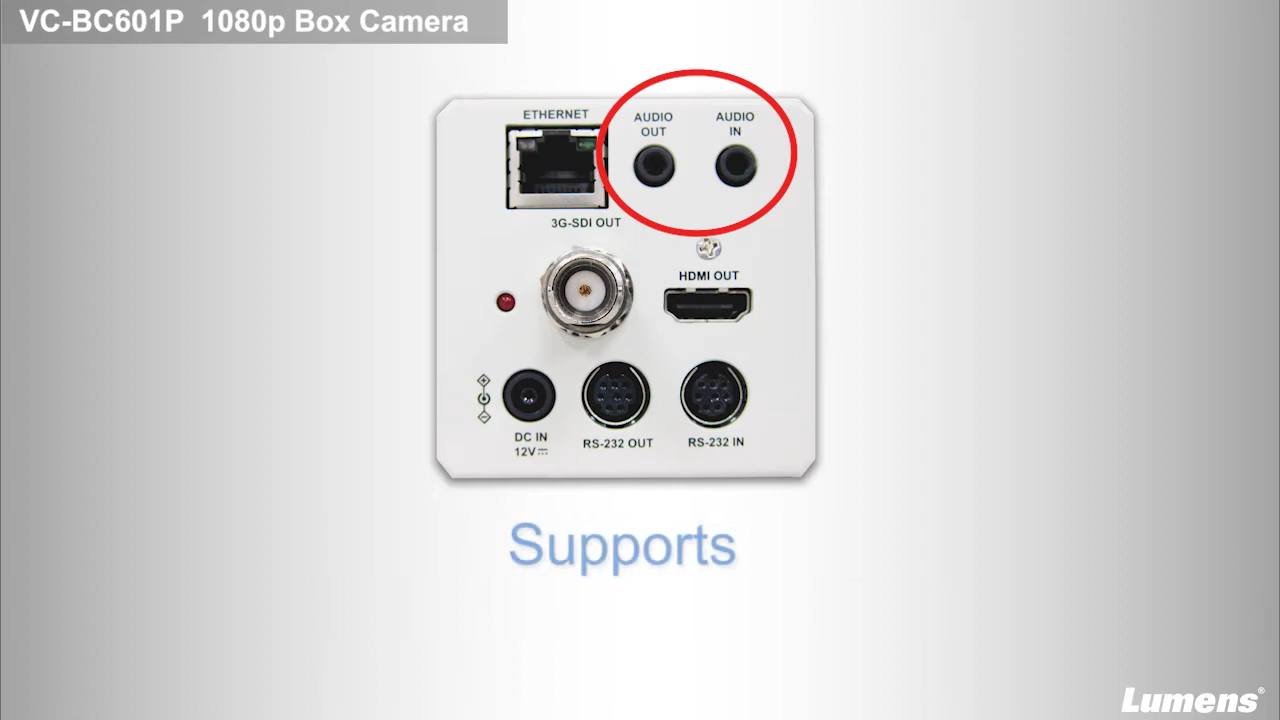 VC-BC601P 1080p Box Camera
ETHERNET
AUDIO
OUT
AUDIO
IN
3G-SDI OUT
HDMI OUT
DC IN
12V
RS-232 OUT
RS-232 IN
Supports
Lumens®